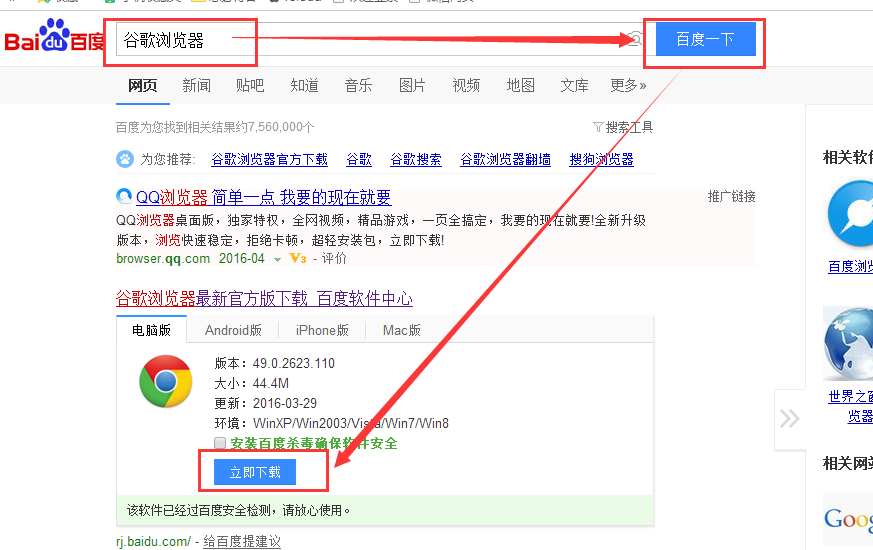 Bai du 百度
谷歌浏览器
百度一下
网页 新闻 贴吧 知道 音乐 图片 视频 地图 文库 更多»
百度为您找到相关结果约7,560,000个
搜索工具
为您推荐: 谷歌浏览器官方下载 谷歌 谷歌搜索 谷歌浏览器翻墙 搜狗浏览器
QQ浏览器 简单一点 我要的现在就要
推广链接
QQ浏览器桌面版，独家特权，全网视频，精品游戏，一页全搞定，我要的现在就要!全新升级
版本，浏览快速稳定，拒绝卡顿，超轻安装包，立即下载!
browser.qq.com 2016-04 V3 - 评价
谷歌浏览器最新官方版下载_百度软件中心
电脑版 Android版 iPhone版 Mac版
版本：49.0.2623.110
大小：44.4M
更新：2016-03-29
环境：WinXP/Win2003/Vista/Win7/Win8
安装百度杀毒确保软件安全
立即下载
该软件已经过百度安全检测，请放心使用。
rj.baidu.com/ - 给百度提建议
相关软件
百度浏览
世界之窗
览器
相关网站
Goog